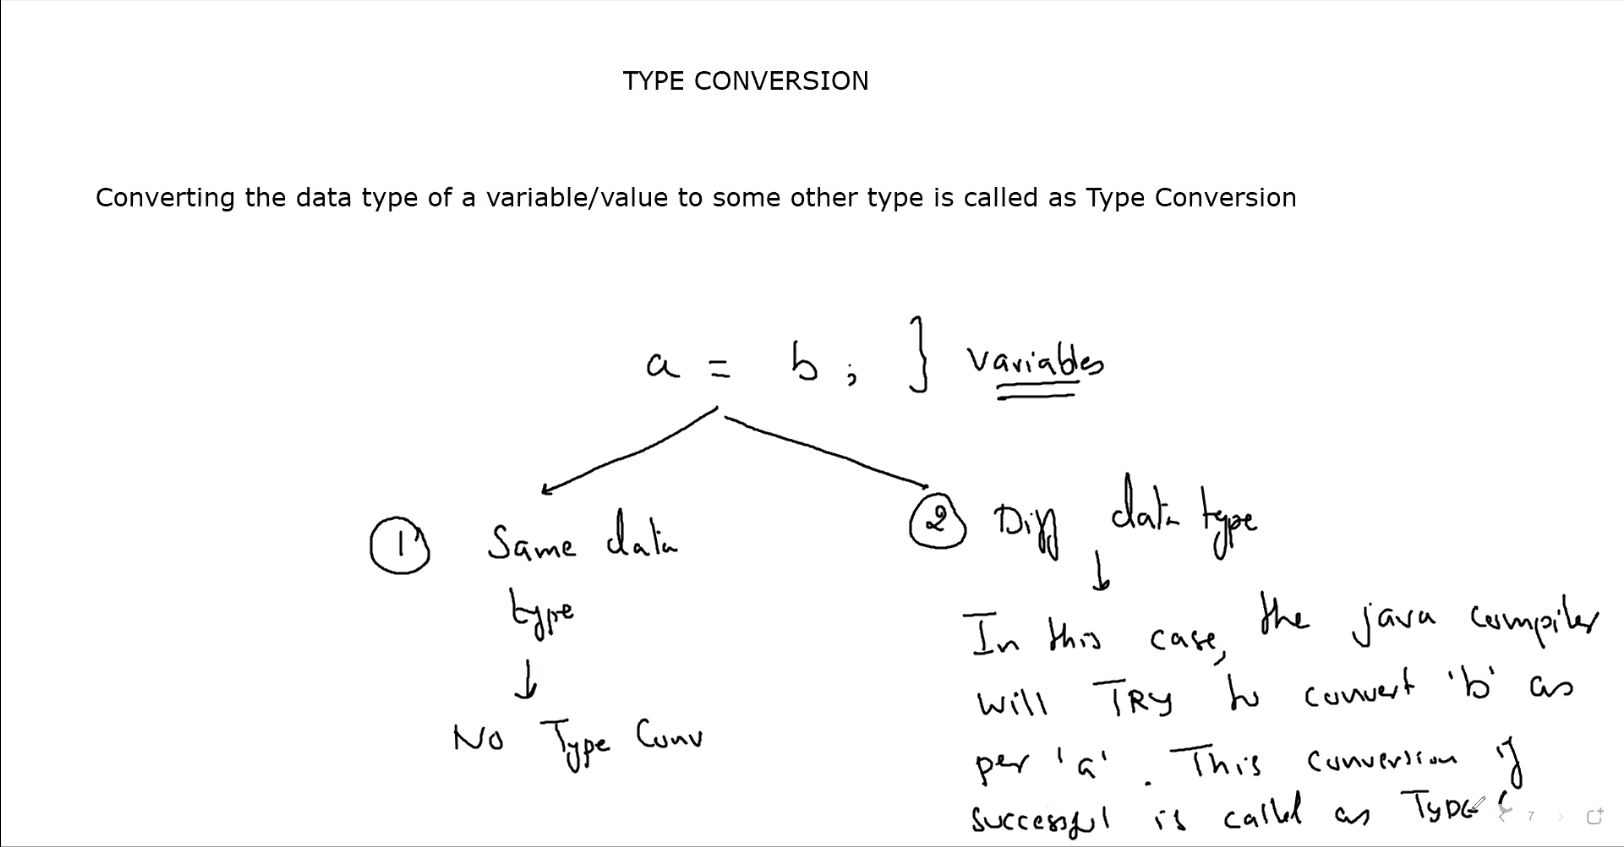 TYPE CONVERSION
Converting the data type of a variable/value to some other type is called as Type Conversion
a = b ; } variables
1 Same data
type
No Type Conv
2 Diff data type
In this case, the java compiler
will TRY to convert 'b' as
per 'a'. This conversion if
successful is called as TYPE
7